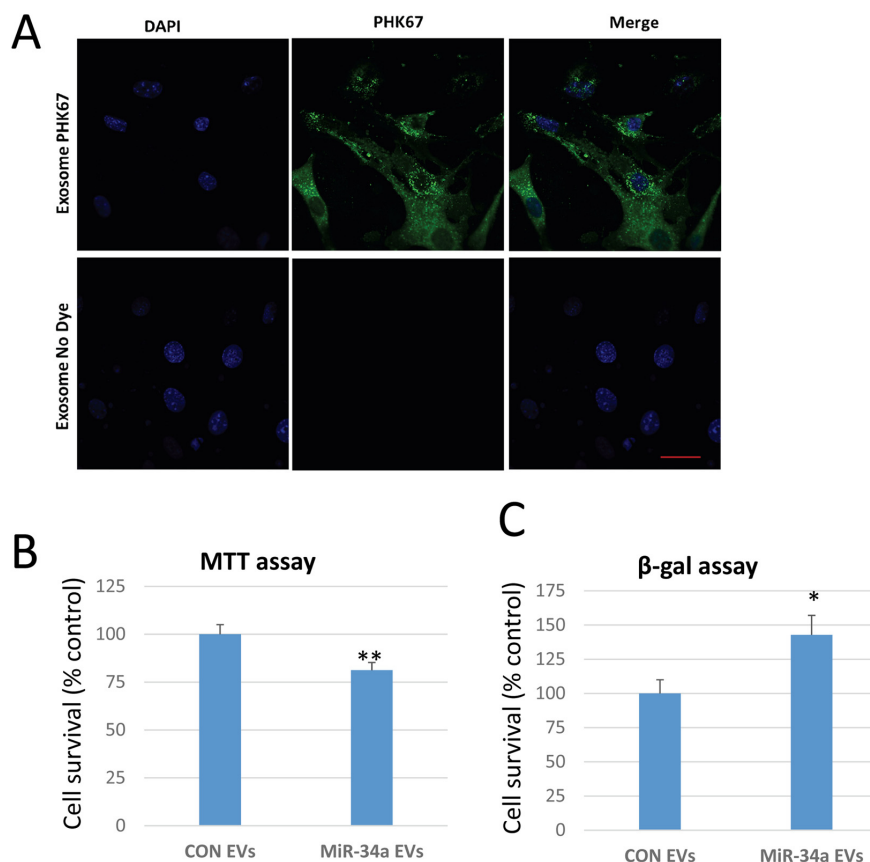 A
DAPI
PHK67
Merge
Exosome PHK67
Exosome No Dye
B
MTT assay
Cell survival (% control)
125
100
75
50
25
0
**
CON EVs
MiR-34a EVs
C
β-gal assay
Cell survival (% control)
175
150
125
100
75
50
25
0
*
CON EVs
MiR-34a EVs